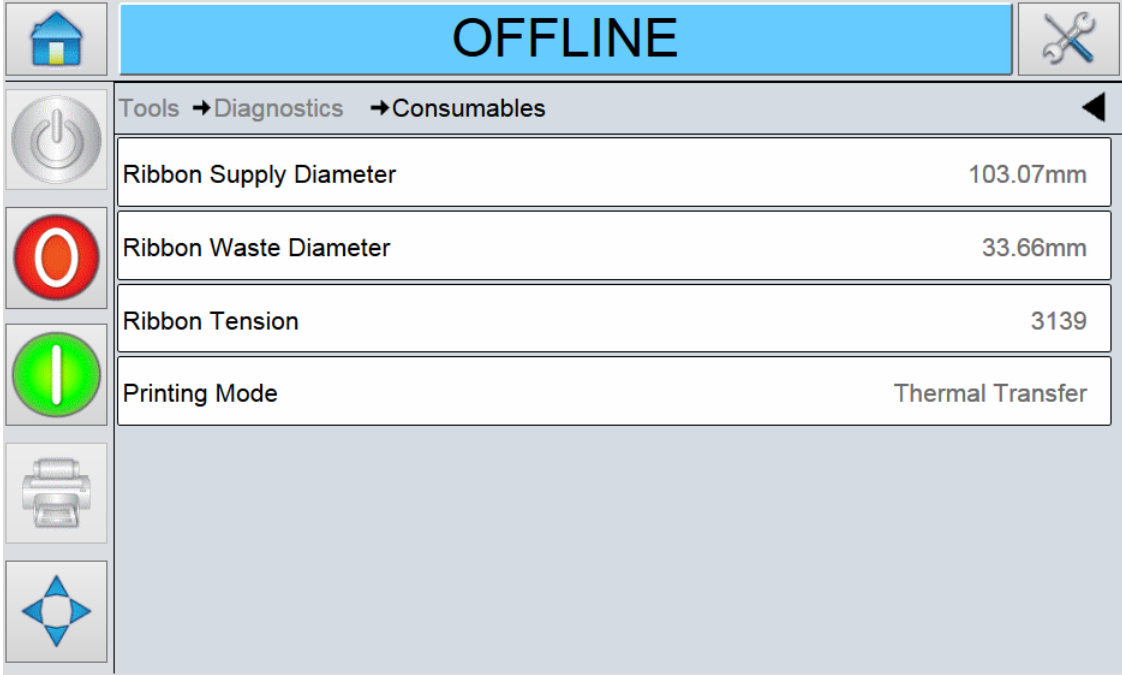 OFFLINE
Tools →Diagnostics →Consumables
Ribbon Supply Diameter 103.07mm
Ribbon Waste Diameter 33.66mm
Ribbon Tension 3139
Printing Mode Thermal Transfer